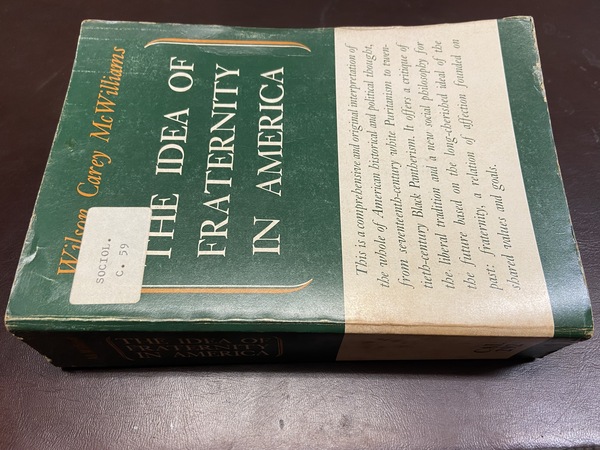 Wilson Carey McWilliams
THE IDEA OF
FRATERNITY
IN AMERICA
SOCIOL.
C. 59
This is a comprehensive and original interpretation of
the whole of American historical and political thought,
from seventeenth-century white Puritanism to twen-
tieth-century Black Pantherism. It offers a critique of
the liberal tradition and a new social philosophy for
the future based on the long-cherished ideal of the
past: fraternity, a relation of affection founded on
shared values and goals.
THE IDEA OF
FRATERNITY
IN AMERICA